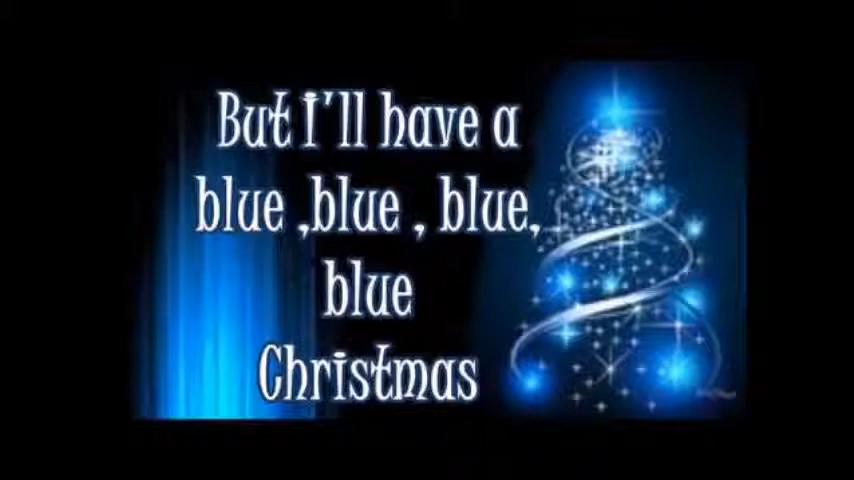 But I'll have a
blue ,blue , blue,
blue
Christmas